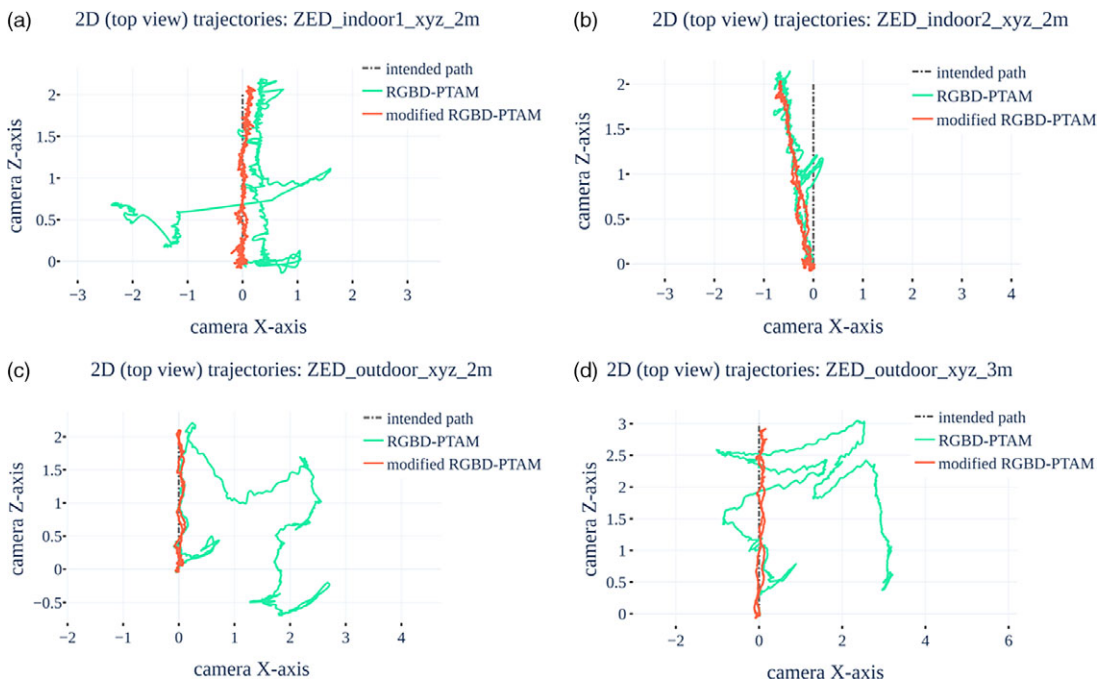 (a)
2D (top view) trajectories: ZED_indoor1_xyz_2m
intended path
RGBD-PTAM
modified RGBD-PTAM
camera Z-axis
2
1.5
1
0.5
0
−3
−2
−1
0
1
2
3
camera X-axis
(b)
2D (top view) trajectories: ZED_indoor2_xyz_2m
intended path
RGBD-PTAM
modified RGBD-PTAM
camera Z-axis
2
1.5
1
0.5
0
−3
−2
−1
0
1
2
3
4
camera X-axis
(c)
2D (top view) trajectories: ZED_outdoor_xyz_2m
intended path
RGBD-PTAM
modified RGBD-PTAM
camera Z-axis
2
1.5
1
0.5
0
−0.5
−2
−1
0
1
2
3
4
camera X-axis
(d)
2D (top view) trajectories: ZED_outdoor_xyz_3m
intended path
RGBD-PTAM
modified RGBD-PTAM
camera Z-axis
3
2.5
2
1.5
1
0.5
0
−2
0
2
4
6
camera X-axis